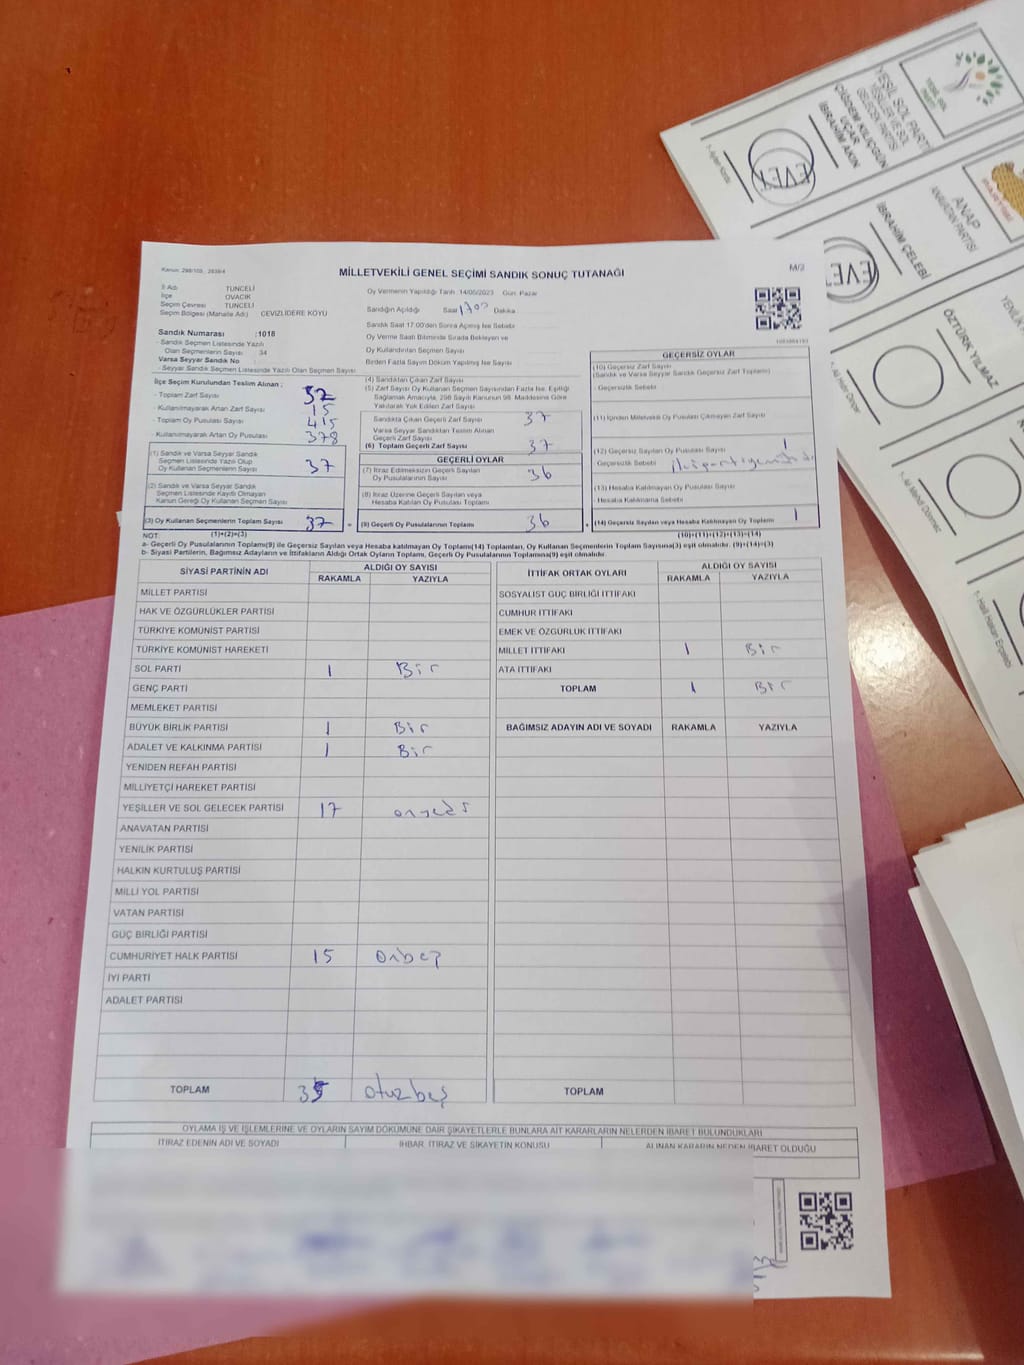 Kanun: 298/105 , 2839/4
MİLLETVEKİLİ GENEL SEÇİMİ SANDIK SONUÇ TUTANAĞI
M/2
İl Adı TUNCELİ
İlçe OVACIK
Seçim Çevresi TUNCELİ
Seçim Bölgesi (Mahalle Adı) CEVİZLİDERE KÖYÜ
Sandık Numarası :1018
- Sandık Seçmen Listesinde Yazılı
Olan Seçmenlerin Sayısı 34
Varsa Seyyar Sandık No
- Seyyar Seçmen Listesinde Yazılı Olan Seçmen Sayısı
Oy Vermenin Yapıldığı Tarih :14/05/2023 Gün: Pazar
Sandığın Açıldığı Saat 17 00 Dakika
Sandık Saat 17:00'den Sonra Açılmış İse Sebebi
Oy Verme Saati Bitiminde Sırada Bekleyen ve
Oy Kullandırılan Seçmen Sayısı
Birden Fazla Sayım Döküm Yapılmış İse Sayısı
İlçe Seçim Kurulundan Teslim Alınan ;
- Toplam Zarf Sayısı 52
- Kullanılmayarak Artan Zarf Sayısı 15
- Toplam Oy Pusulası Sayısı 415
- Kullanılmayarak Artan Oy Pusulası 378
(1) Sandık ve Varsa Seyyar Sandık
Seçmen Listesinde Yazılı Olup
Oy Kullanan Seçmenlerin Sayısı 37
(2) Sandık ve Varsa Seyyar Sandık
Seçmen Listesinde Kayıtlı Olmayan
Kanun Gereği Oy Kullanan Seçmen Sayısı
(3) Oy Kullanan Seçmenlerin Toplam Sayısı 37
(1)+(2)=(3)
(4) Sandıktan Çıkan Zarf Sayısı
(5) Zarf Sayısı Oy Kullanan Seçmen Sayısından Fazla İse, Eşitliği
Sağlamak Amacıyla, 298 Sayılı Kanunun 98. Maddesine Göre
Yakılarak Yok Edilen Zarf Sayısı
Sandıkta Çıkan Geçerli Zarf Sayısı 37
Varsa Seyyar Sandıktan Teslim Alınan
Geçerli Zarf Sayısı
(6) Toplam Geçerli Zarf Sayısı 37
GEÇERLİ OYLAR
(7) İtiraz Edilmeksizin Geçerli Sayılan
Oy Pusulalarının Sayısı 36
(8) İtiraz Üzerine Geçerli Sayılan veya
Hesaba Katılan Oy Pusulalarının Toplamı
(9) Geçerli Oy Pusulalarının Toplamı 36
GEÇERSİZ OYLAR
(10) Geçersiz Zarf Sayısı
(Sandık ve Varsa Seyyar Sandık Geçersiz Zarf Toplamı)
- Geçersizlik Sebebi
(11) İçinden Milletvekili Oy Pusulası Çıkmayan Zarf Sayısı
(12) Geçersiz Sayılan Oy Pusulası Sayısı 1
Geçersizlik Sebebi
(13) Hesaba Katılmayan Oy Pusulası Sayısı
- Hesaba Katılmama Sebebi
(14) Geçersiz Sayılan veya Hesaba Katılmayan Oy Toplamı 1
(10)+(11)+(12)+(13)=(14)
NOT:
a- Geçerli Oy Pusulalarının Toplamı(9) ile Geçersiz Sayılan veya Hesaba katılmayan Oy Toplamı(14) Toplamları, Oy Kullanan Seçmenlerin Toplam Sayısına(3) eşit olmalıdır. (9)+(14)=(3)
b- Siyasi Partilerin, Bağımsız Adayların ve İttifakların Aldığı Ortak Oyların Toplamı, Geçerli Oy Pusulalarının Toplamına(9) eşit olmalıdır.
SİYASİ PARTİNİN ADI ALDIĞI OY SAYISI
RAKAMLA YAZIYLA
MİLLET PARTİSİ
HAK VE ÖZGÜRLÜKLER PARTİSİ
TÜRKİYE KOMÜNİST PARTİSİ
TÜRKİYE KOMÜNİST HAREKETİ
SOL PARTİ 1 Bir
GENÇ PARTİ
MEMLEKET PARTİSİ
BÜYÜK BİRLİK PARTİSİ 1 Bir
ADALET VE KALKINMA PARTİSİ 1 Bir
YENİDEN REFAH PARTİSİ
MİLLİYETÇİ HAREKET PARTİSİ
YEŞİLLER VE SOL GELECEK PARTİSİ 17 onyedi
ANAVATAN PARTİSİ
YENİLİK PARTİSİ
HALKIN KURTULUŞ PARTİSİ
MİLLİ YOL PARTİSİ
VATAN PARTİSİ
GÜÇ BİRLİĞİ PARTİSİ
CUMHURİYET HALK PARTİSİ 15 Onbeş
İYİ PARTİ
ADALET PARTİSİ
TOPLAM 35 otuzbeş
İTTİFAK ORTAK OYLARI ALDIĞI OY SAYISI
RAKAMLA YAZIYLA
SOSYALİST GÜÇ BİRLİĞİ İTTİFAKI
CUMHUR İTTİFAKI
EMEK VE ÖZGÜRLÜK İTTİFAKI
MİLLET İTTİFAKI 1 Bir
ATA İTTİFAKI
TOPLAM 1 Bir
BAĞIMSIZ ADAYIN ADI VE SOYADI RAKAMLA YAZIYLA
TOPLAM
OYLAMA İŞ VE İŞLEMLERİNE VE OYLARIN SAYIM DÖKÜMÜNE DAİR ŞİKAYETLERLE BUNLARA AİT KARARLARIN NELERDEN İBARET BULUNDUKLARI
İTİRAZ EDENİN ADI VE SOYADI İHBAR, İTİRAZ VE ŞİKAYETİN KONUSU ALINAN KARARIN NEDEN İBARET OLDUĞU
YEŞİL SOL PARTİ
YEŞİLLER VE SOL
GELECEK PARTİSİ
ÇİĞDEM KILIÇGÜN
UÇAR
İBRAHİM AKIN
EVET
ANAP
ANAVATAN PARTİSİ
İBRAHİM ÇELEBİ
EVE
ÖZTÜRK YILMAZ